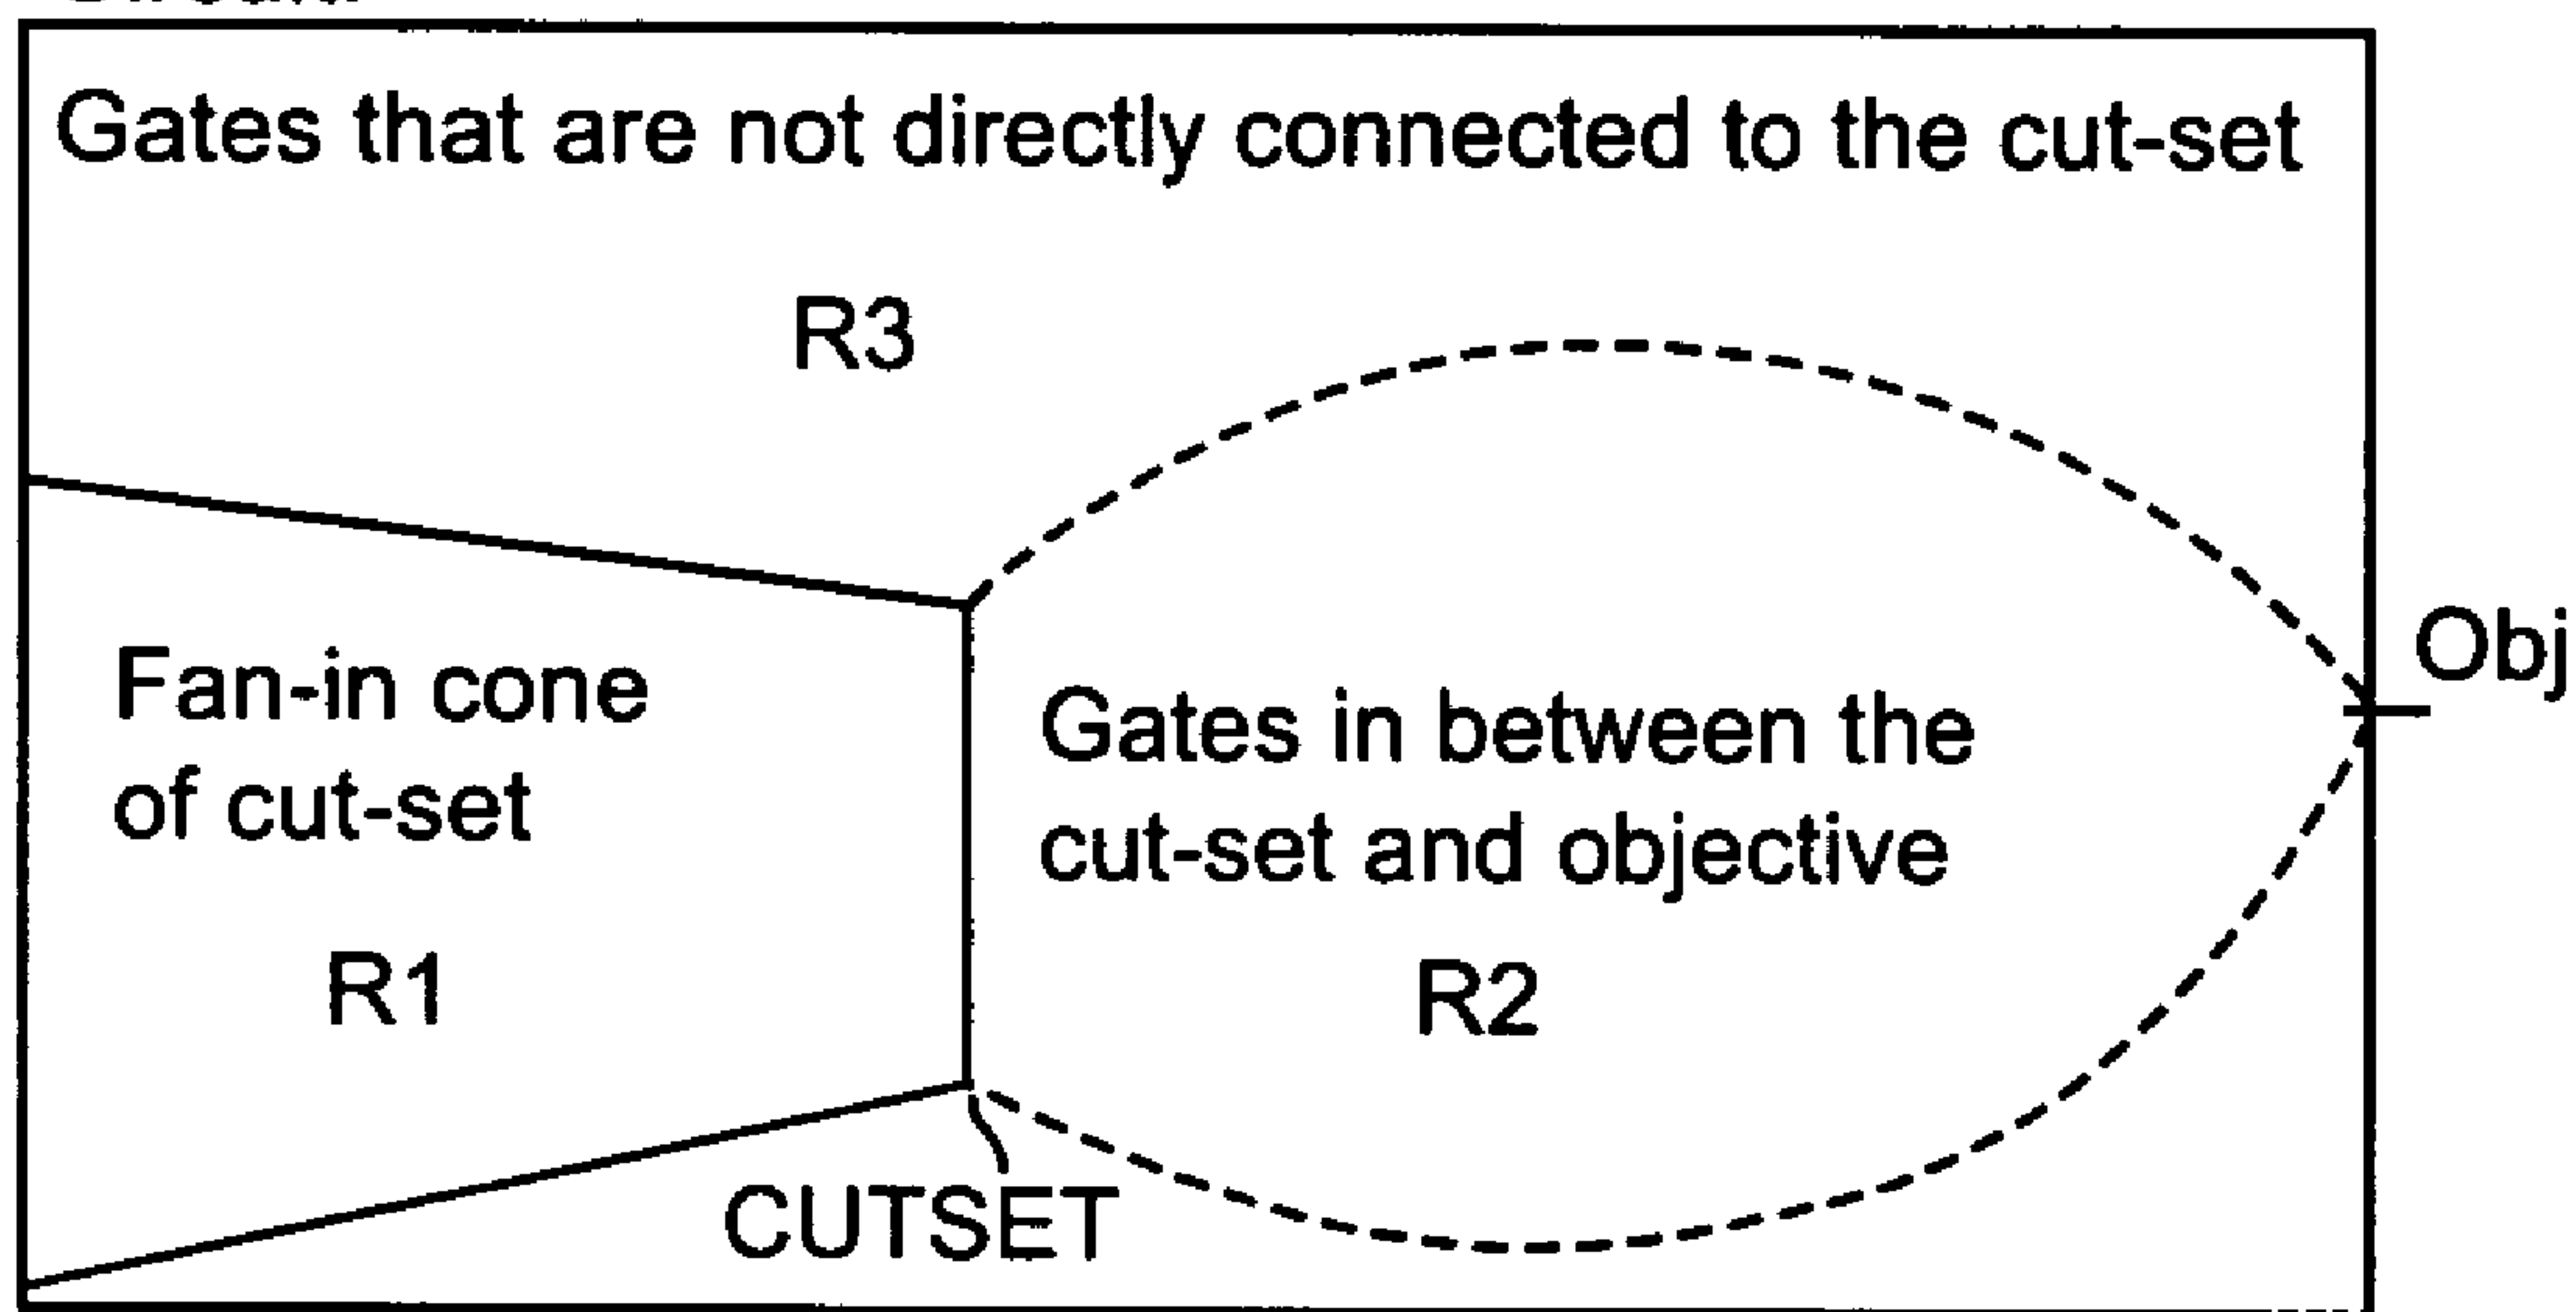 Gates that are not directly connected to the cut-set
R3
Obj
Fan-in cone
of cut-set
R1
Gates in between the
cut-set and objective
R2
CUTSET